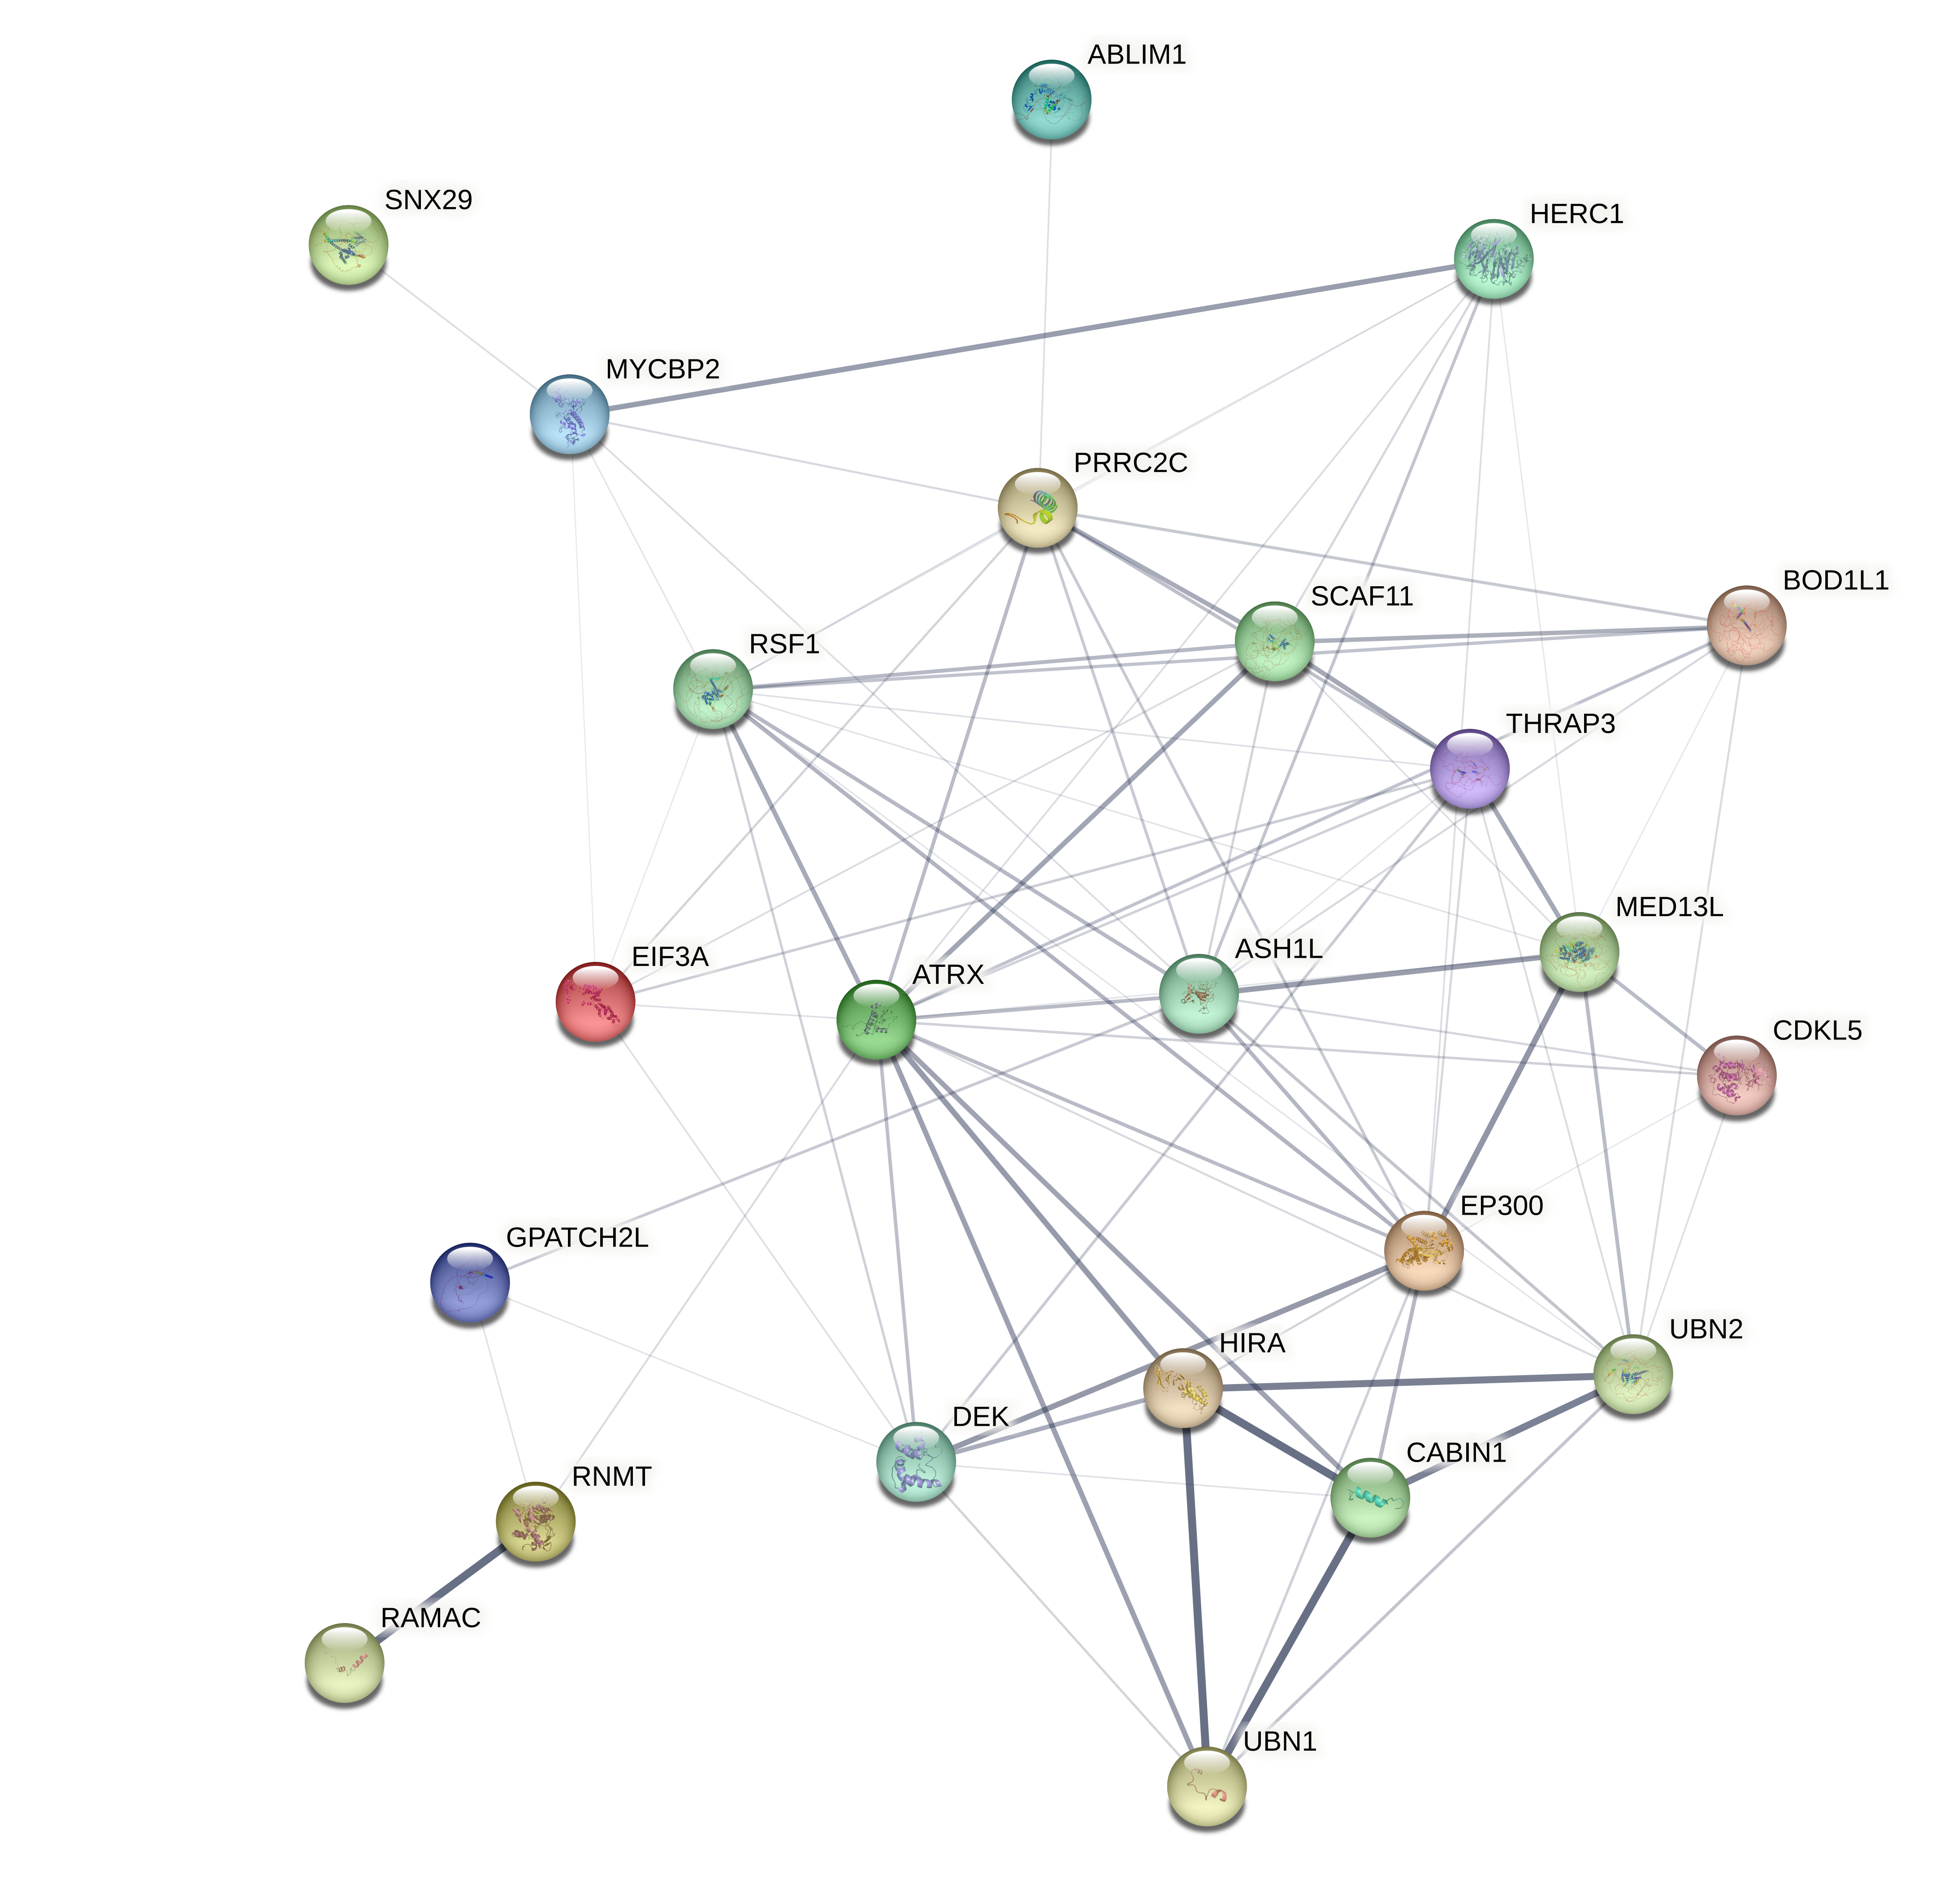 ABLIM1
SNX29
HERC1
MYCBP2
PRRC2C
BOD1L1
SCAF11
RSF1
THRAP3
MED13L
ASH1L
EIF3A
ATRX
CDKL5
EP300
GPATCH2L
UBN2
HIRA
DEK
CABIN1
RNMT
RAMAC
UBN1